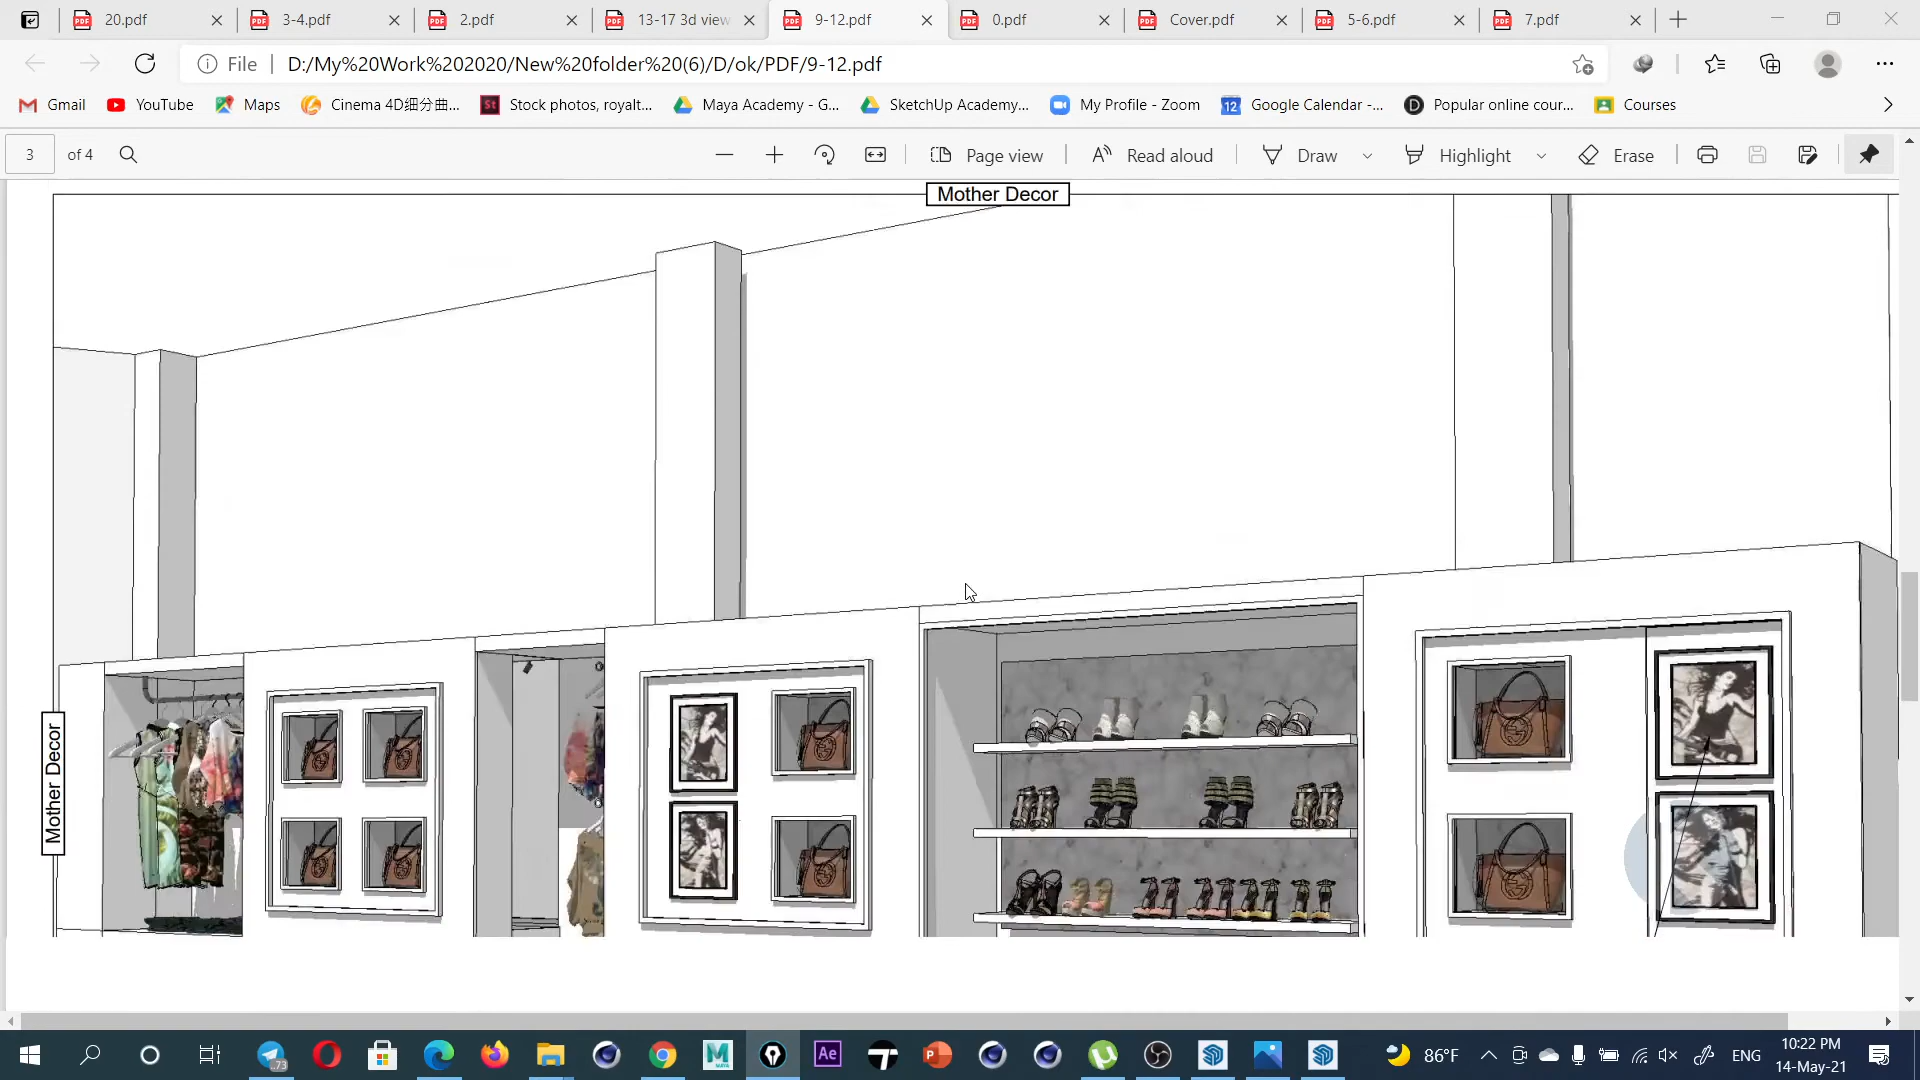 20.pdf
3-4.pdf
2.pdf
13-17 3d view
9-12.pdf
0.pdf
Cover.pdf
5-6.pdf
7.pdf
File
D:/My%20Work%202020/New%20folder%20(6)/D/ok/PDF/9-12.pdf
Gmail
YouTube
Maps
Cinema 4D细分曲...
St
Stock photos, royalt...
Maya Academy - G...
SketchUp Academy...
My Profile - Zoom
12
Google Calendar -...
D
Popular online cour...
Courses
3
of 4
Page view
Read aloud
Draw
Highlight
Erase
Mother Decor
Mother Decor
73
Ae
86°F
ENG
10:22 PM
14-May-21